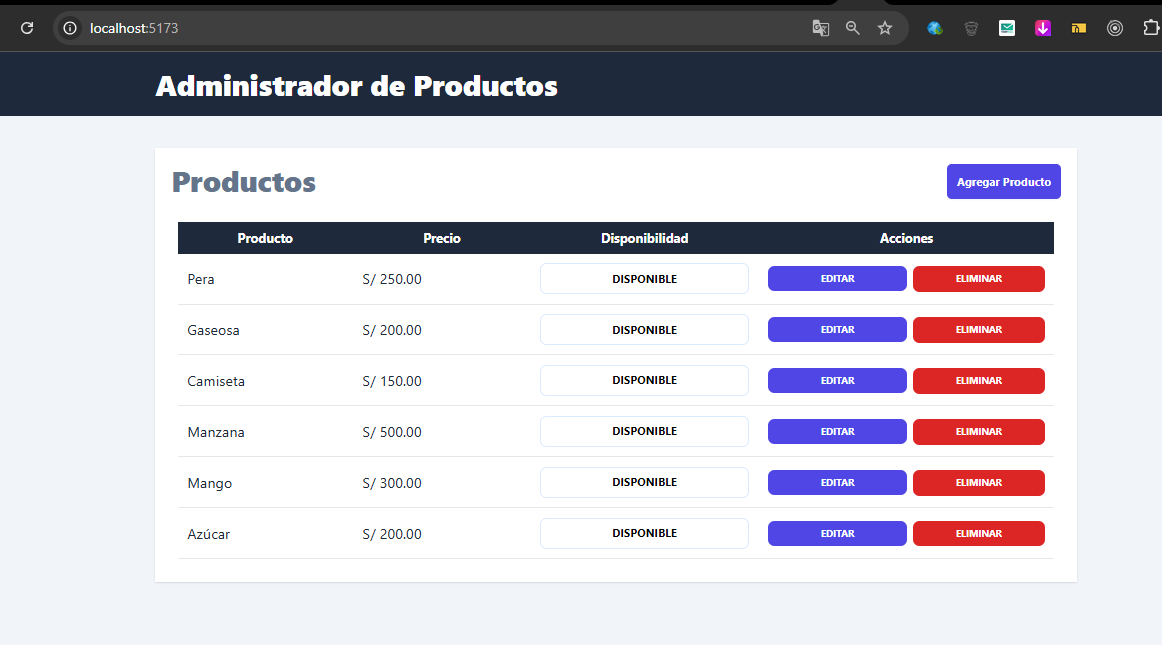 localhost:5173
Administrador de Productos
Productos
Agregar Producto
Producto Precio Disponibilidad Acciones
Pera S/ 250.00 DISPONIBLE EDITAR ELIMINAR
Gaseosa S/ 200.00 DISPONIBLE EDITAR ELIMINAR
Camiseta S/ 150.00 DISPONIBLE EDITAR ELIMINAR
Manzana S/ 500.00 DISPONIBLE EDITAR ELIMINAR
Mango S/ 300.00 DISPONIBLE EDITAR ELIMINAR
Azúcar S/ 200.00 DISPONIBLE EDITAR ELIMINAR